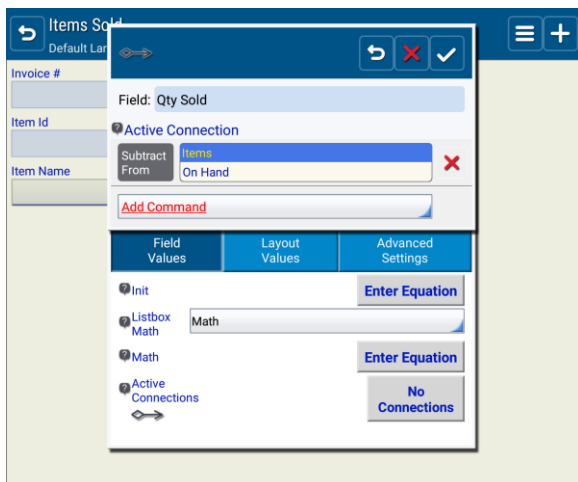 Items So
Default Lar
Invoice #
Item Id
Item Name
Field: Qty Sold
Active Connection
Subtract From
Items
On Hand
Add Command
Field Values
Layout Values
Advanced Settings
Init
Enter Equation
Listbox Math
Math
Math
Enter Equation
Active Connections
No Connections